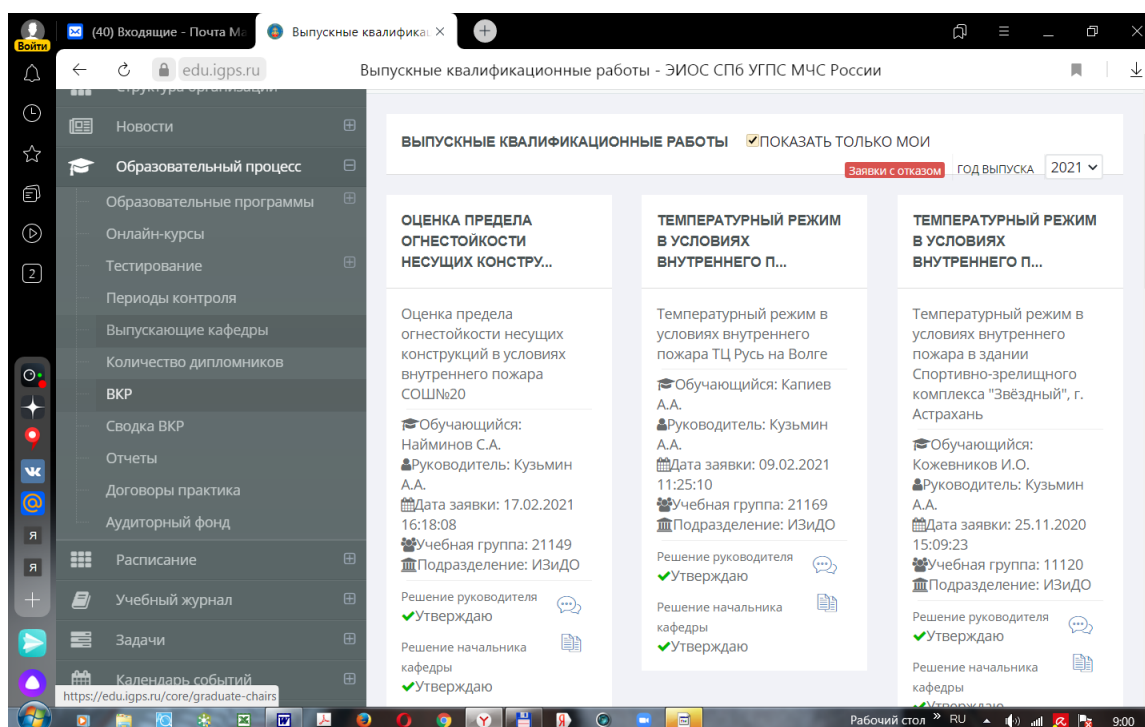 (40) Входящие - Почта Ма
Выпускные квалификац
Войти
edu.igps.ru
Выпускные квалификационные работы - ЭИОС СПб УГПС МЧС России
Структура организации
Новости
Образовательный процесс
Образовательные программы
Онлайн-курсы
Тестирование
Периоды контроля
Выпускающие кафедры
Количество дипломников
ВКР
Сводка ВКР
Отчеты
Договоры практика
Аудиторный фонд
Расписание
Учебный журнал
Задачи
Календарь событий
https://edu.igps.ru/core/graduate-chairs
2
Я
Я
ВЫПУСКНЫЕ КВАЛИФИКАЦИОННЫЕ РАБОТЫ ПОКАЗАТЬ ТОЛЬКО МОИ
Заявки с отказом ГОД ВЫПУСКА 2021
ОЦЕНКА ПРЕДЕЛА
ОГНЕСТОЙКОСТИ
НЕСУЩИХ КОНСТРУ...
Оценка предела
огнестойкости несущих
конструкций в условиях
внутреннего пожара
СОШ№20
Обучающийся:
Найминов С.А.
Руководитель: Кузьмин
А.А.
Дата заявки: 17.02.2021
16:18:08
Учебная группа: 21149
Подразделение: ИЗиДО
Решение руководителя
Утверждаю
Решение начальника
кафедры
Утверждаю
ТЕМПЕРАТУРНЫЙ РЕЖИМ
В УСЛОВИЯХ
ВНУТРЕННЕГО П...
Температурный режим в
условиях внутреннего
пожара ТЦ Русь на Волге
Обучающийся: Капиев
А.А.
Руководитель: Кузьмин
А.А.
Дата заявки: 09.02.2021
11:25:10
Учебная группа: 21169
Подразделение: ИЗиДО
Решение руководителя
Утверждаю
Решение начальника
кафедры
Утверждаю
ТЕМПЕРАТУРНЫЙ РЕЖИМ
В УСЛОВИЯХ
ВНУТРЕННЕГО П...
Температурный режим в
условиях внутреннего
пожара в здании
Спортивно-зрелищного
комплекса "Звёздный", г.
Астрахань
Обучающийся:
Кожевников И.О.
Руководитель: Кузьмин
А.А.
Дата заявки: 25.11.2020
15:09:23
Учебная группа: 11120
Подразделение: ИЗиДО
Решение руководителя
Утверждаю
Решение начальника
кафедры
Утверждаю
Рабочий стол » RU 9:00